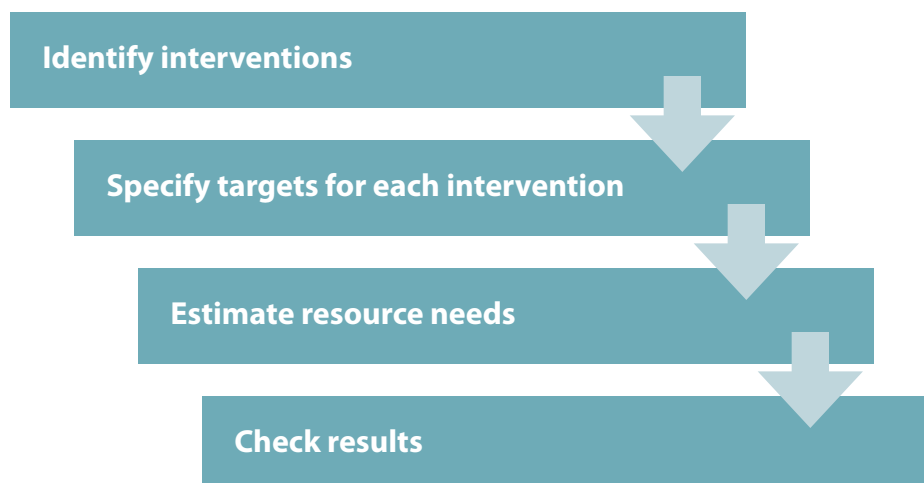 Identify interventions
Specify targets for each intervention
Estimate resource needs
Check results